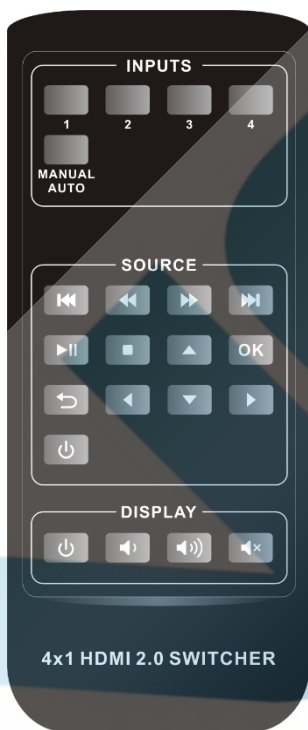 INPUTS
1 2 3 4
MANUAL
AUTO
SOURCE
OK
DISPLAY
4x1 HDMI 2.0 SWITCHER